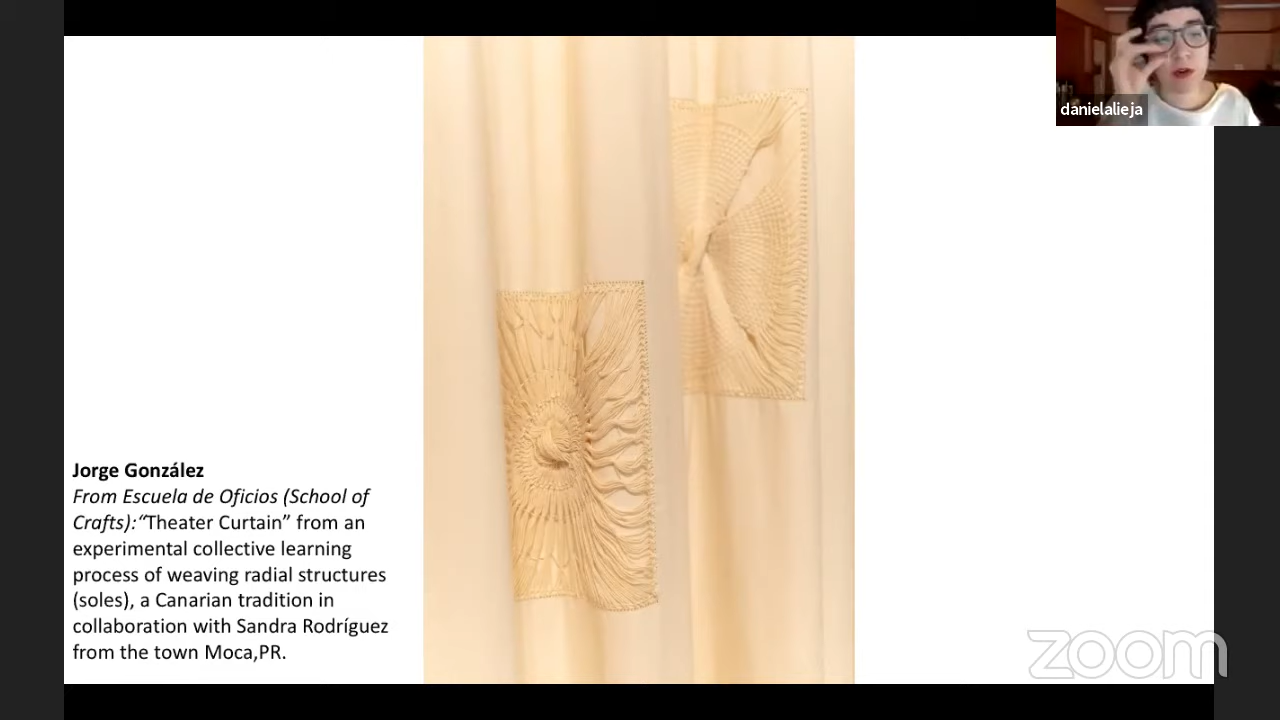 danielalieja
Jorge González
From Escuela de Oficios (School of
Crafts):“Theater Curtain” from an
experimental collective learning
process of weaving radial structures
(soles), a Canarian tradition in
collaboration with Sandra Rodríguez
from the town Moca,PR.
zoom